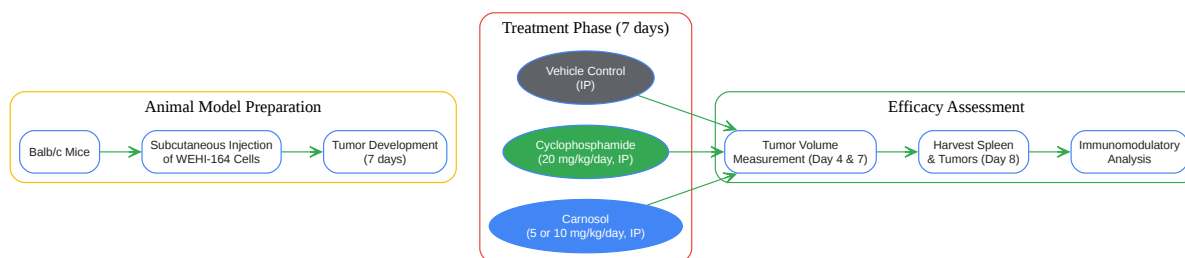 Animal Model Preparation
Balb/c Mice
Subcutaneous Injection
of WEHI-164 Cells
Tumor Development
(7 days)
Treatment Phase (7 days)
Vehicle Control
(IP)
Cyclophosphamide
(20 mg/kg/day, IP)
Carnosol
(5 or 10 mg/kg/day, IP)
Efficacy Assessment
Tumor Volume
Measurement (Day 4 & 7)
Harvest Spleen
& Tumors (Day 8)
Immunomodulatory
Analysis